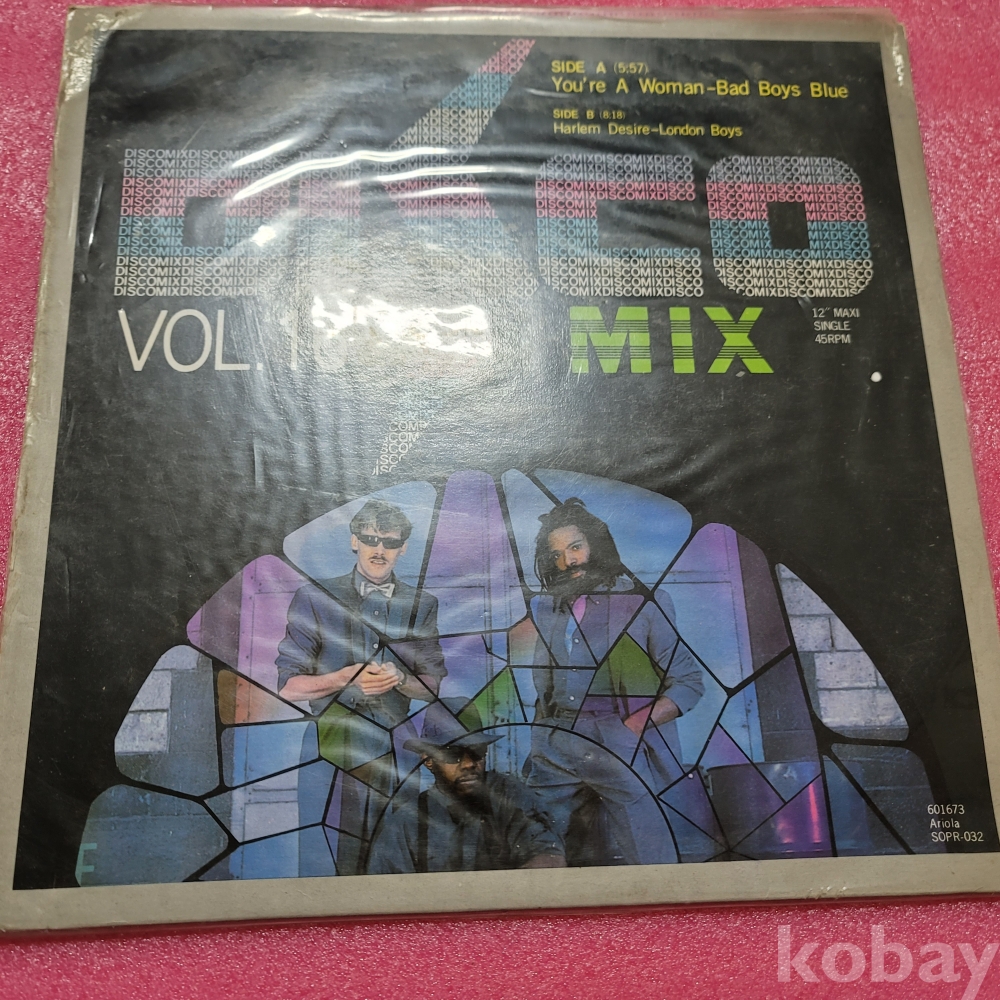 SIDE A (5:57)
You're A Woman-Bad Boys Blue
SIDE B (8:18)
Harlem Desire-London Boys
DISCO
VOL.
MIX
12" MAXI
SINGLE
45RPM
601673
Ariola
SOPR-032
kobay